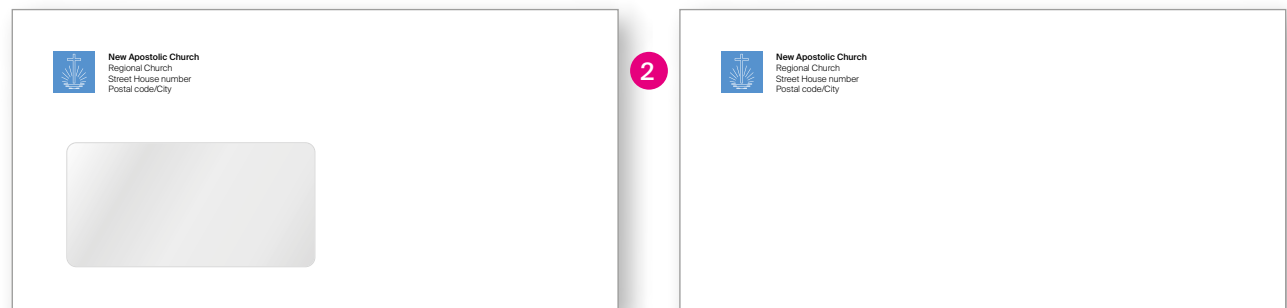 New Apostolic Church
Regional Church
Street House number
Postal code/City
2
New Apostolic Church
Regional Church
Street House number
Postal code/City